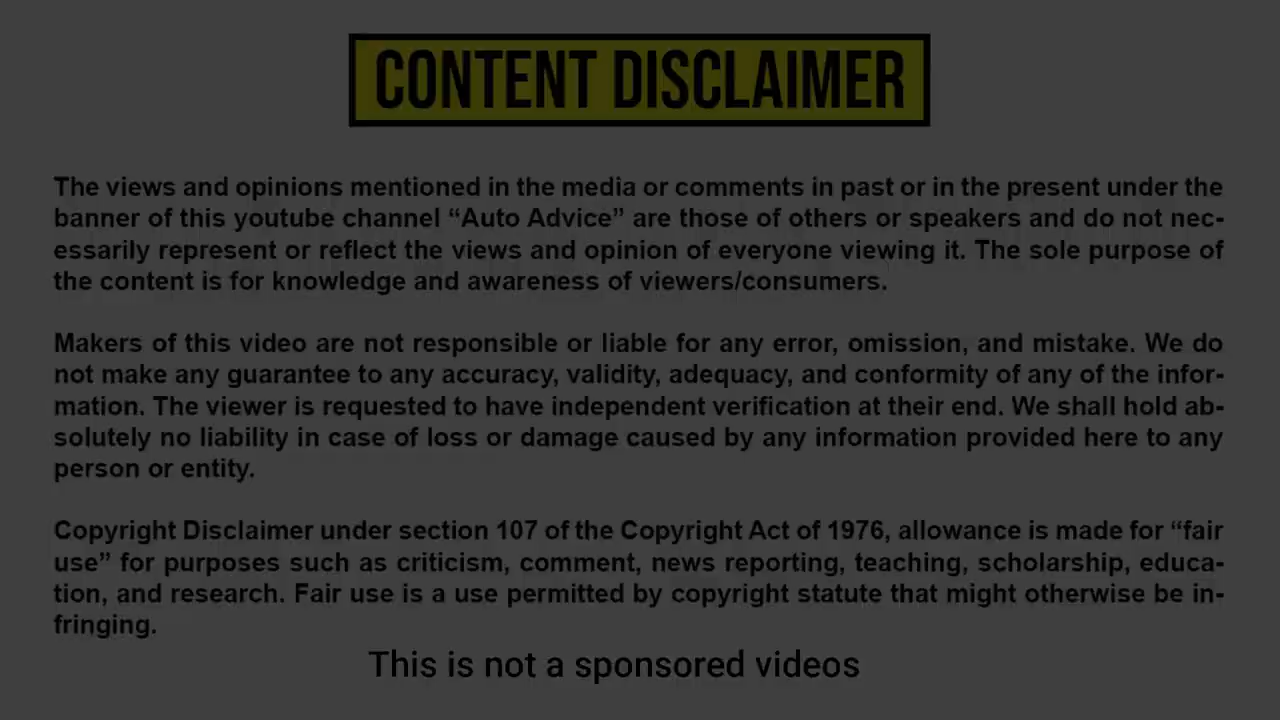 CONTENT DISCLAIMER
The views and opinions mentioned in the media or comments in past or in the present under the
banner of this youtube channel “Auto Advice” are those of others or speakers and do not nec-
essarily represent or reflect the views and opinion of everyone viewing it. The sole purpose of
the content is for knowledge and awareness of viewers/consumers.
Makers of this video are not responsible or liable for any error, omission, and mistake. We do
not make any guarantee to any accuracy, validity, adequacy, and conformity of any of the infor-
mation. The viewer is requested to have independent verification at their end. We shall hold ab-
solutely no liability in case of loss or damage caused by any information provided here to any
person or entity.
Copyright Disclaimer under section 107 of the Copyright Act of 1976, allowance is made for “fair
use” for purposes such as criticism, comment, news reporting, teaching, scholarship, educa-
tion, and research. Fair use is a use permitted by copyright statute that might otherwise be in-
fringing.
This is not a sponsored videos